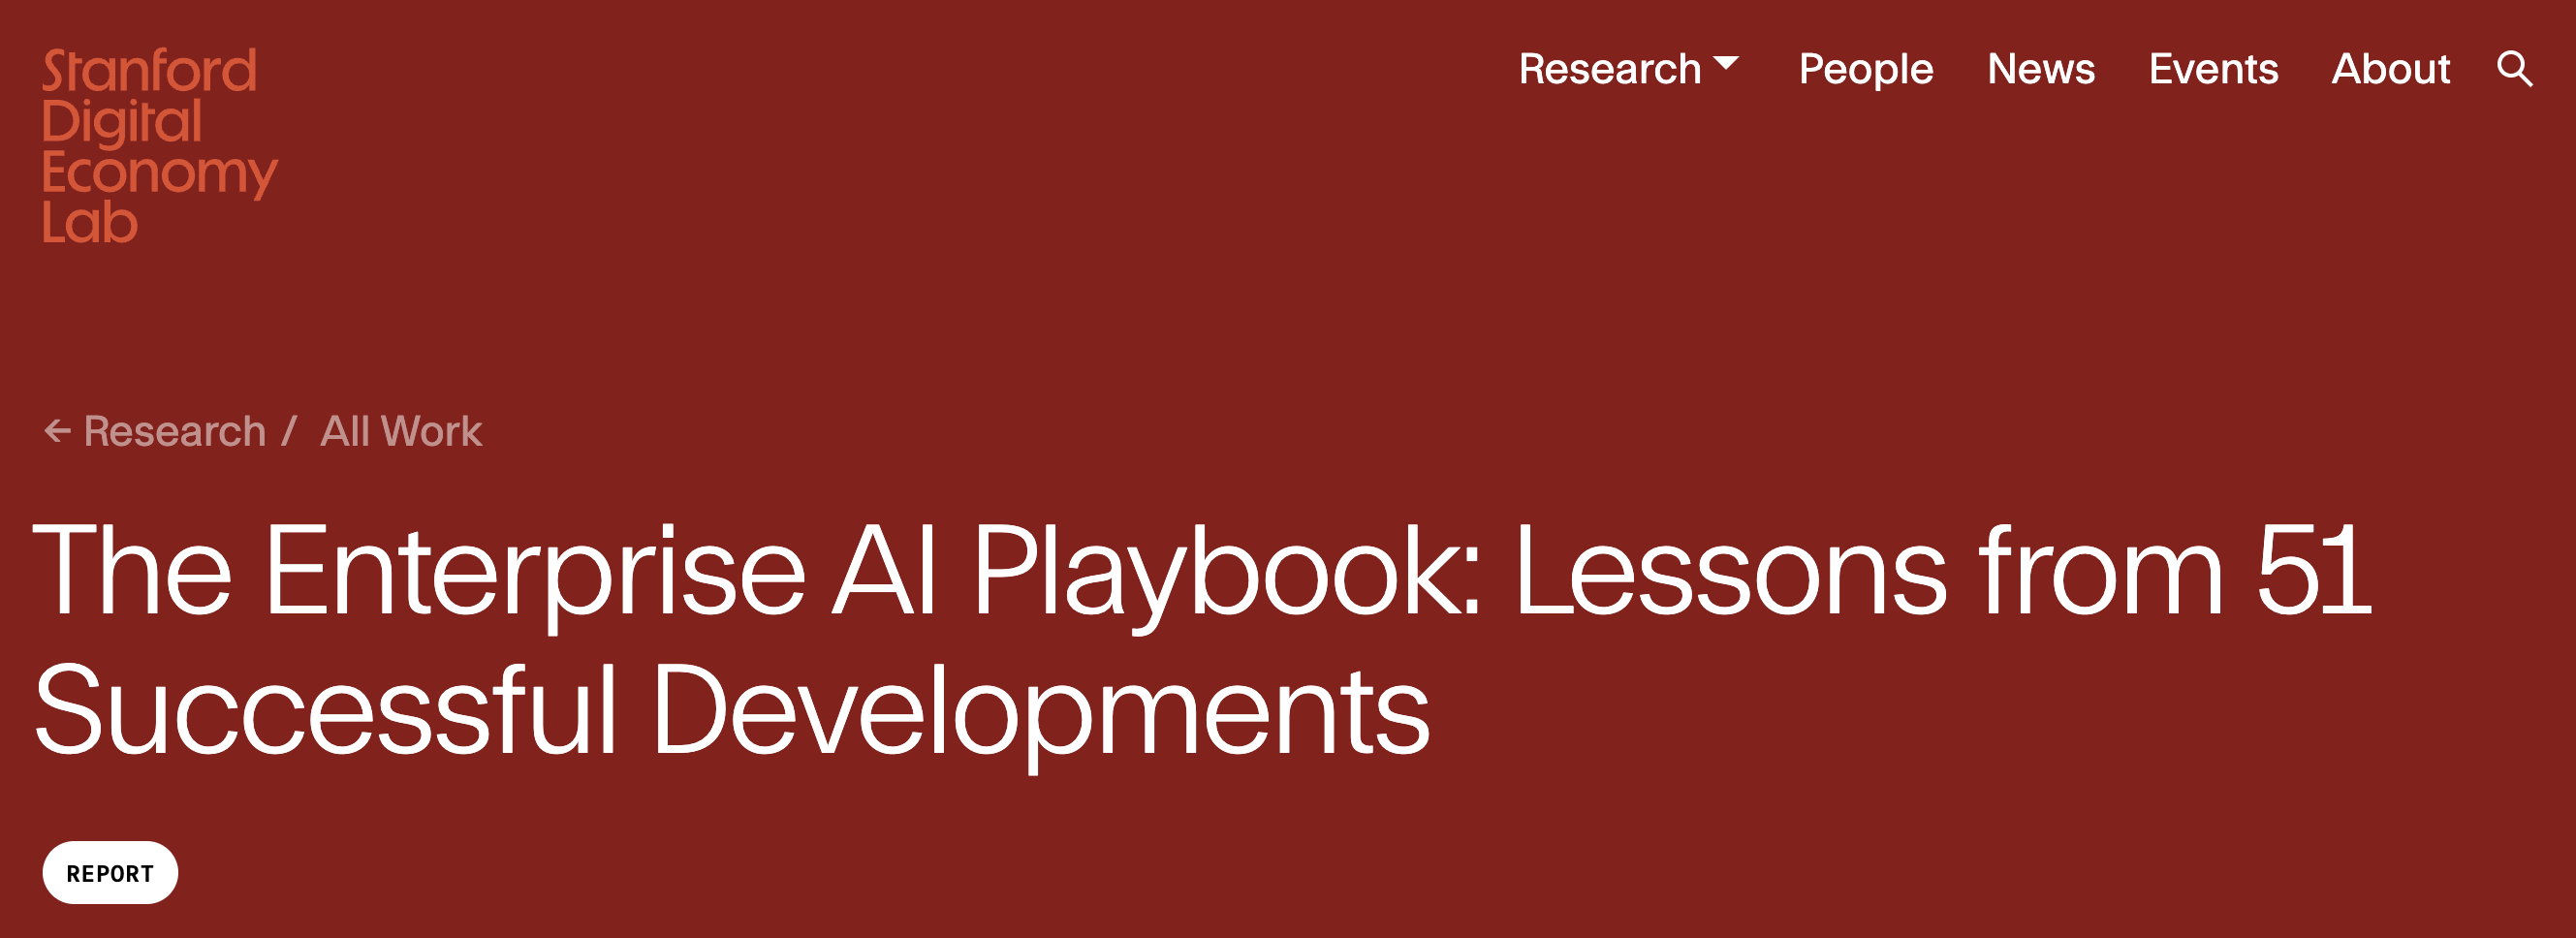 Stanford
Digital
Economy
Lab
Research People News Events About
← Research / All Work
The Enterprise AI Playbook: Lessons from 51
Successful Developments
REPORT